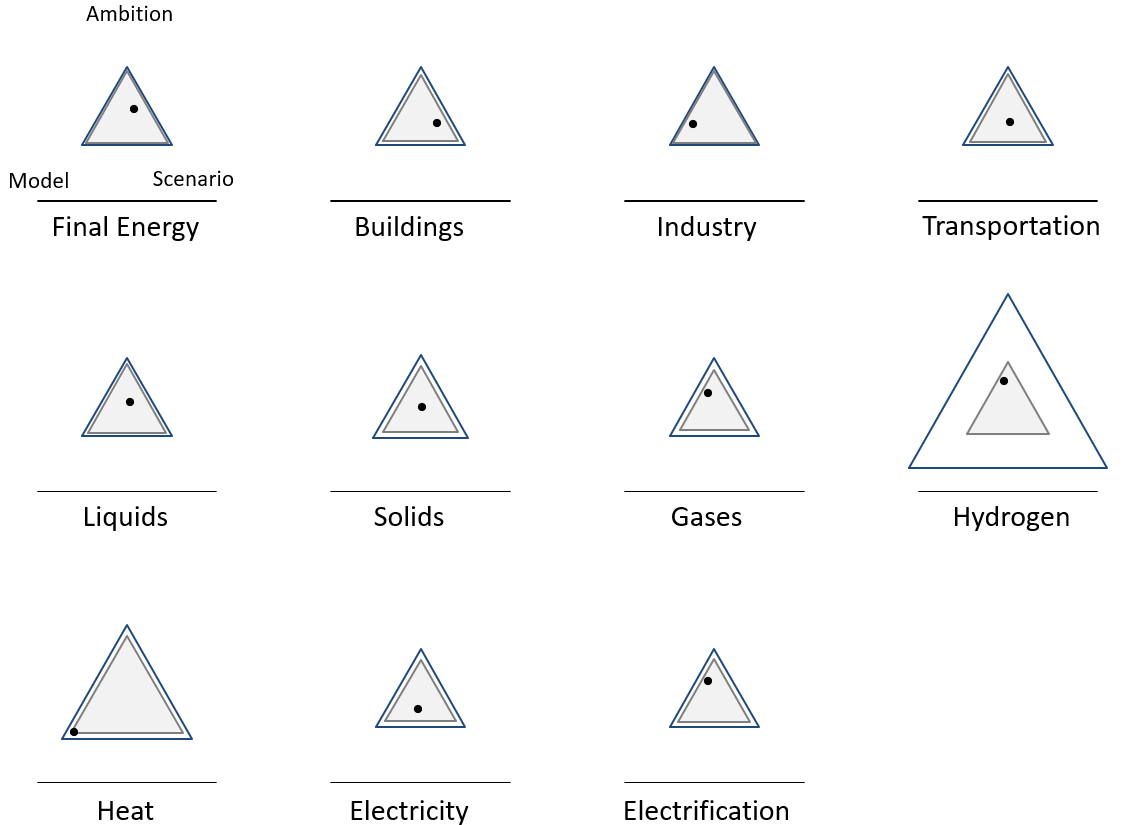 Ambition
Model
Scenario
Final Energy
Buildings
Industry
Transportation
Liquids
Solids
Gases
Hydrogen
Heat
Electricity
Electrification